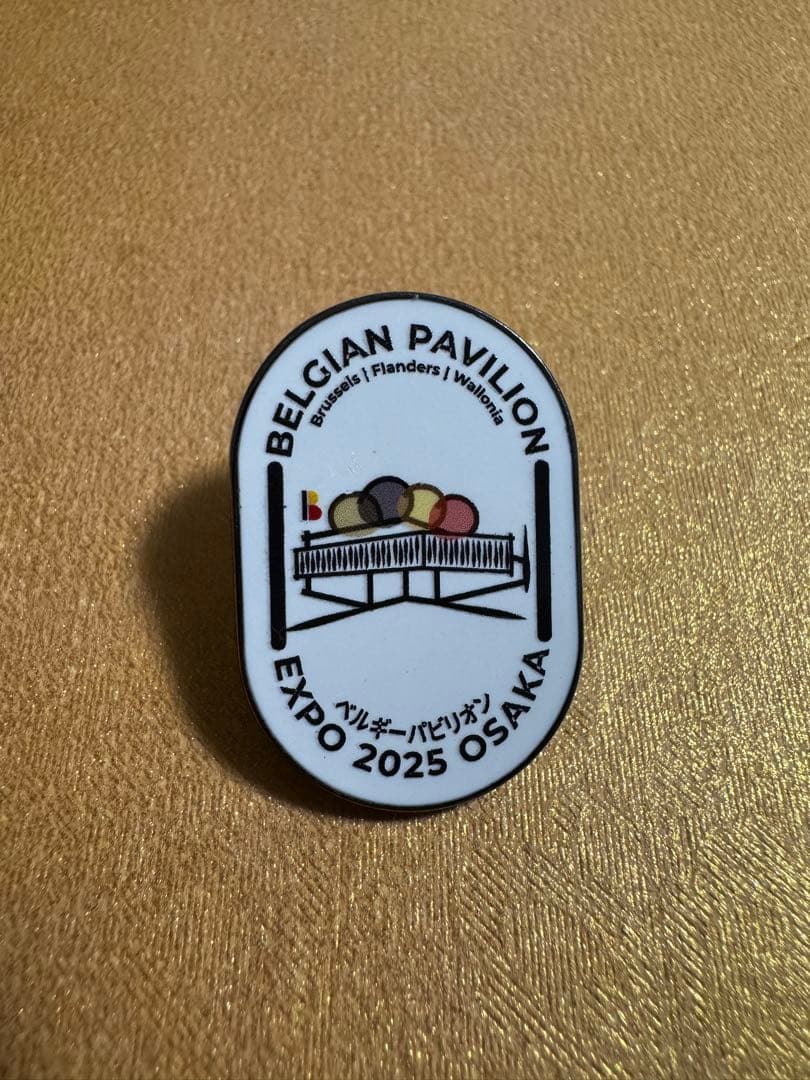 BELGIAN PAVILION
Brussels | Flanders | Wallonia
B
ベルギーパビリオン
EXPO 2025 OSAKA